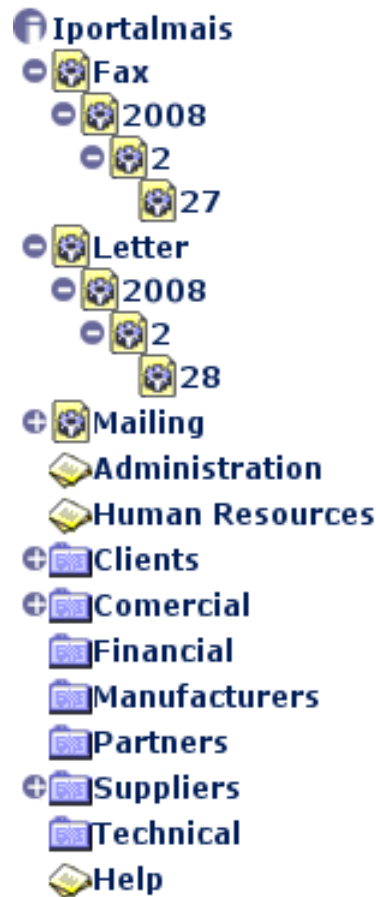 Iportalmais
Fax
2008
2
27
Letter
2008
2
28
Mailing
Administration
Human Resources
Clients
Comercial
Financial
Manufacturers
Partners
Suppliers
Technical
Help